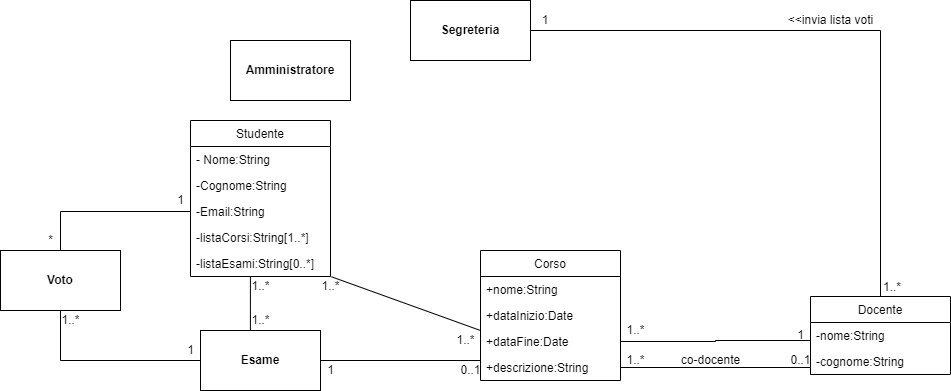 Segreteria
1
<<invia lista voti
Amministratore
Studente
- Nome:String
-Cognome:String
-Email:String
-listaCorsi:String[1..*]
-listaEsami:String[0..*]
1
*
Voto
1..*
1
1..*
1..*
Esame
1..*
1..*
1
0..1
Corso
+nome:String
+dataInizio:Date
+dataFine:Date
+descrizione:String
1..*
1
1..*
co-docente
0..1
1..*
Docente
-nome:String
-cognome:String